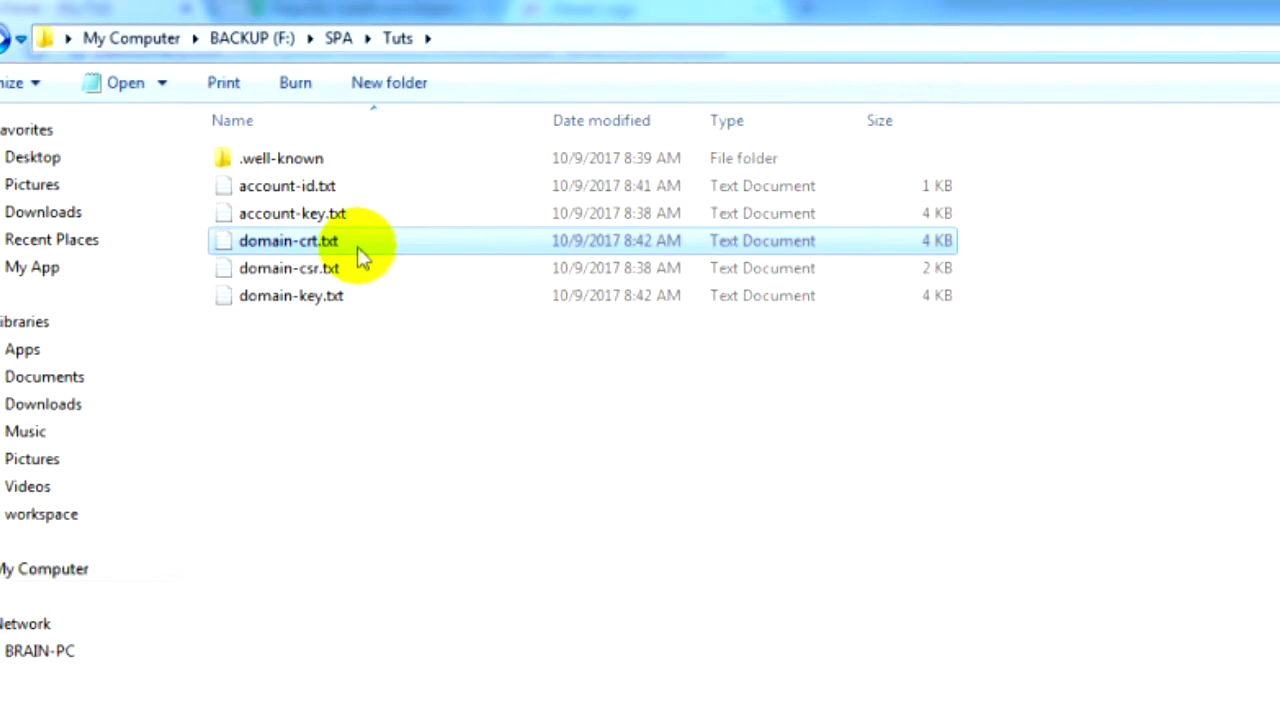 My Computer BACKUP (F:) SPA Tuts
nize Open Print Burn New folder
Name Date modified Type Size
avorites
Desktop
Pictures
Downloads
Recent Places
My App
ibraries
Apps
Documents
Downloads
Music
Pictures
Videos
workspace
My Computer
Network
BRAIN-PC
.well-known 10/9/2017 8:39 AM File folder
account-id.txt 10/9/2017 8:41 AM Text Document 1 KB
account-key.txt 10/9/2017 8:38 AM Text Document 4 KB
domain-crt.txt 10/9/2017 8:42 AM Text Document 4 KB
domain-csr.txt 10/9/2017 8:38 AM Text Document 2 KB
domain-key.txt 10/9/2017 8:42 AM Text Document 4 KB